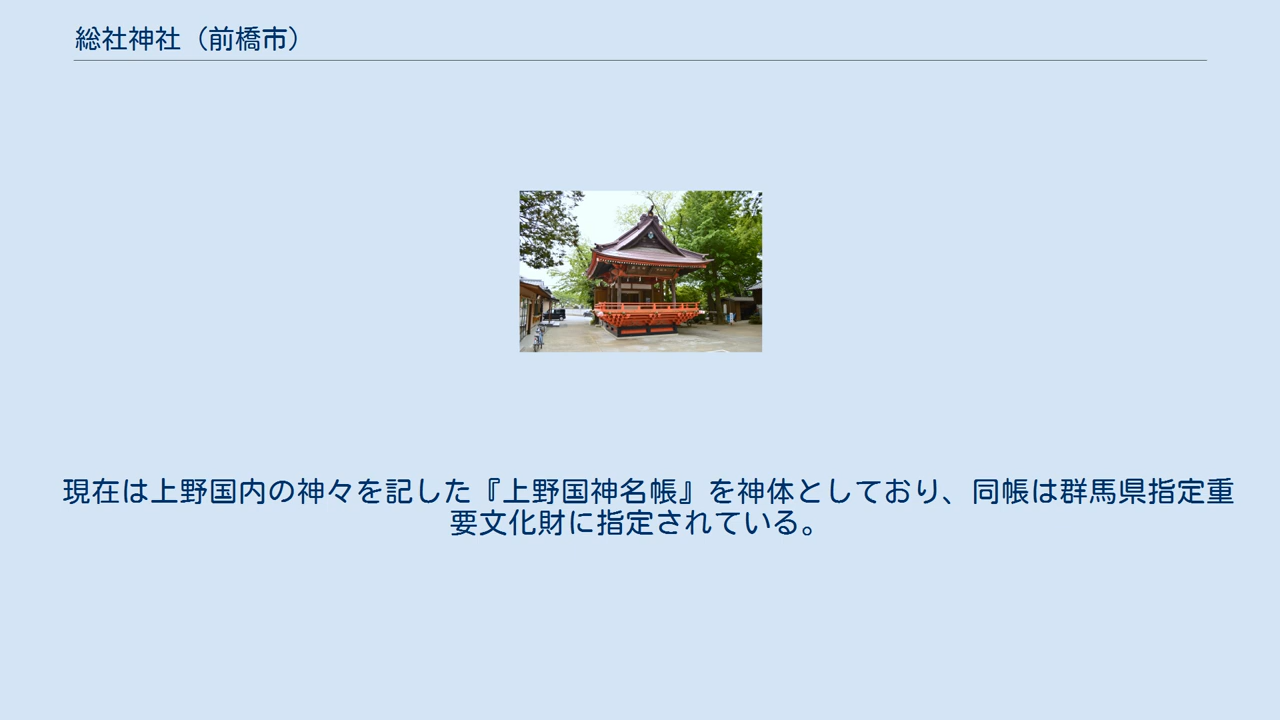 総社神社（前橋市）
現在は上野国内の神々を記した『上野国神名帳』を神体としており、同帳は群馬県指定重
要文化財に指定されている。